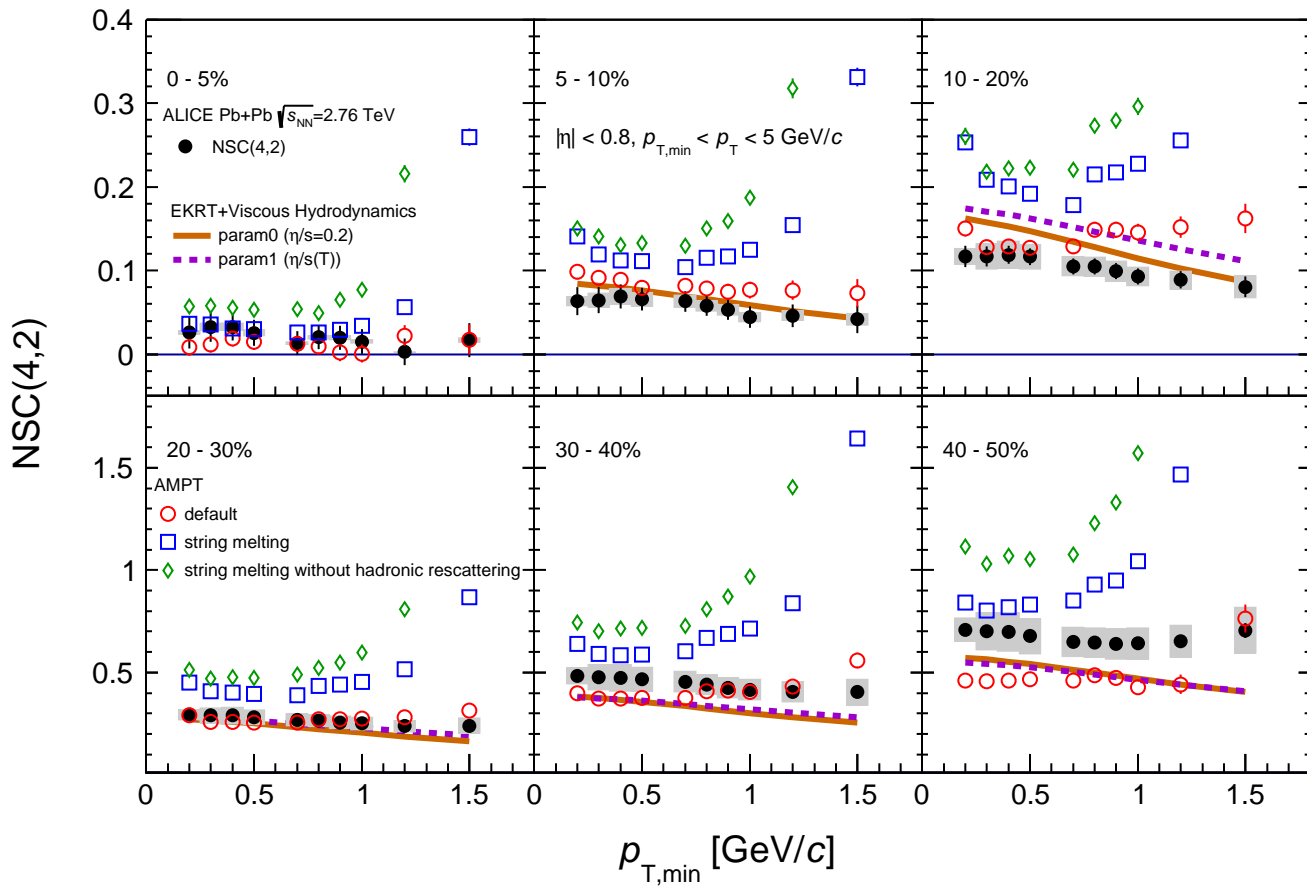 NSC(4,2)
0.4
0.3
0.2
0.1
0
0 - 5%
ALICE Pb+Pb √s_NN=2.76 TeV
NSC(4,2)
EKRT+Viscous Hydrodynamics
param0 (η/s=0.2)
param1 (η/s(T))
5 - 10%
|η| < 0.8, p_T,min < p_T < 5 GeV/c
10 - 20%
1.5
1
0.5
20 - 30%
AMPT
default
string melting
string melting without hadronic rescattering
30 - 40%
40 - 50%
0 0.5 1 1.5 0 0.5 1 1.5 0 0.5 1 1.5
p_T,min [GeV/c]